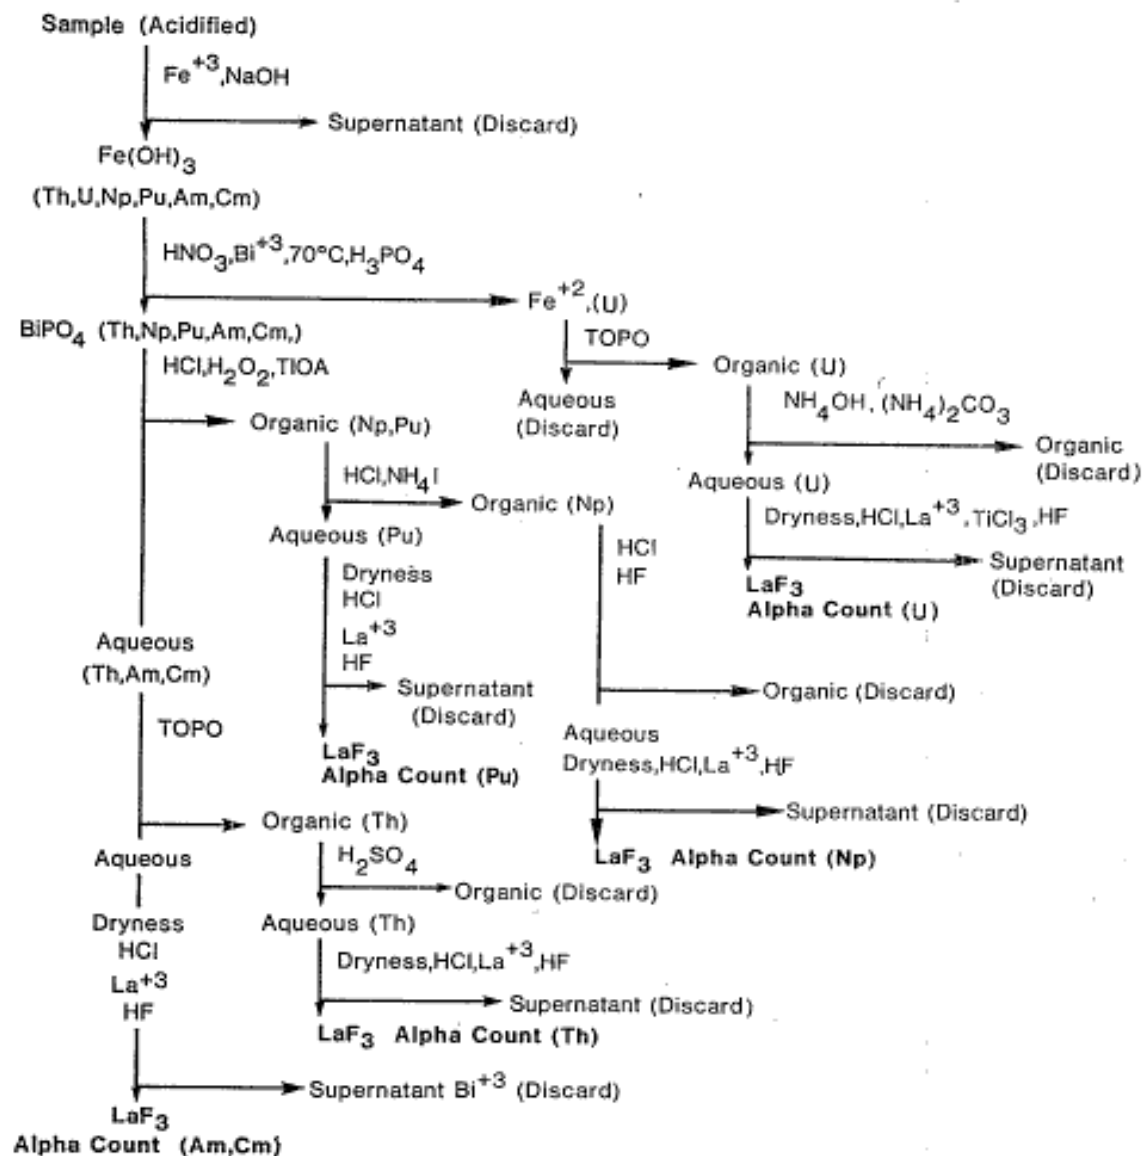 Sample (Acidified)
Fe+3,NaOH
Supernatant (Discard)
Fe(OH)3
(Th,U,Np,Pu,Am,Cm)
HNO3,Bi+3,70°C,H3PO4
Fe+2,(U)
BiPO4 (Th,Np,Pu,Am,Cm,)
TOPO
HCl,H2O2,TIOA
Organic (U)
Aqueous
(Discard)
NH4OH, (NH4)2CO3
Organic (Np,Pu)
Organic
(Discard)
HCl,NH4I
Aqueous (U)
Organic (Np)
Dryness,HCl,La+3,TiCl3,HF
Aqueous (Pu)
HCl
HF
Supernatant
(Discard)
Dryness
HCl
La+3
HF
LaF3
Alpha Count (U)
Aqueous
(Th,Am,Cm)
Supernatant
(Discard)
Organic (Discard)
TOPO
LaF3
Alpha Count (Pu)
Aqueous
Dryness,HCl,La+3,HF
Supernatant (Discard)
Organic (Th)
LaF3 Alpha Count (Np)
Aqueous
H2SO4
Organic (Discard)
Dryness
HCl
La+3
HF
Aqueous (Th)
Dryness,HCl,La+3,HF
Supernatant (Discard)
LaF3 Alpha Count (Th)
Supernatant Bi+3 (Discard)
LaF3
Alpha Count (Am,Cm)